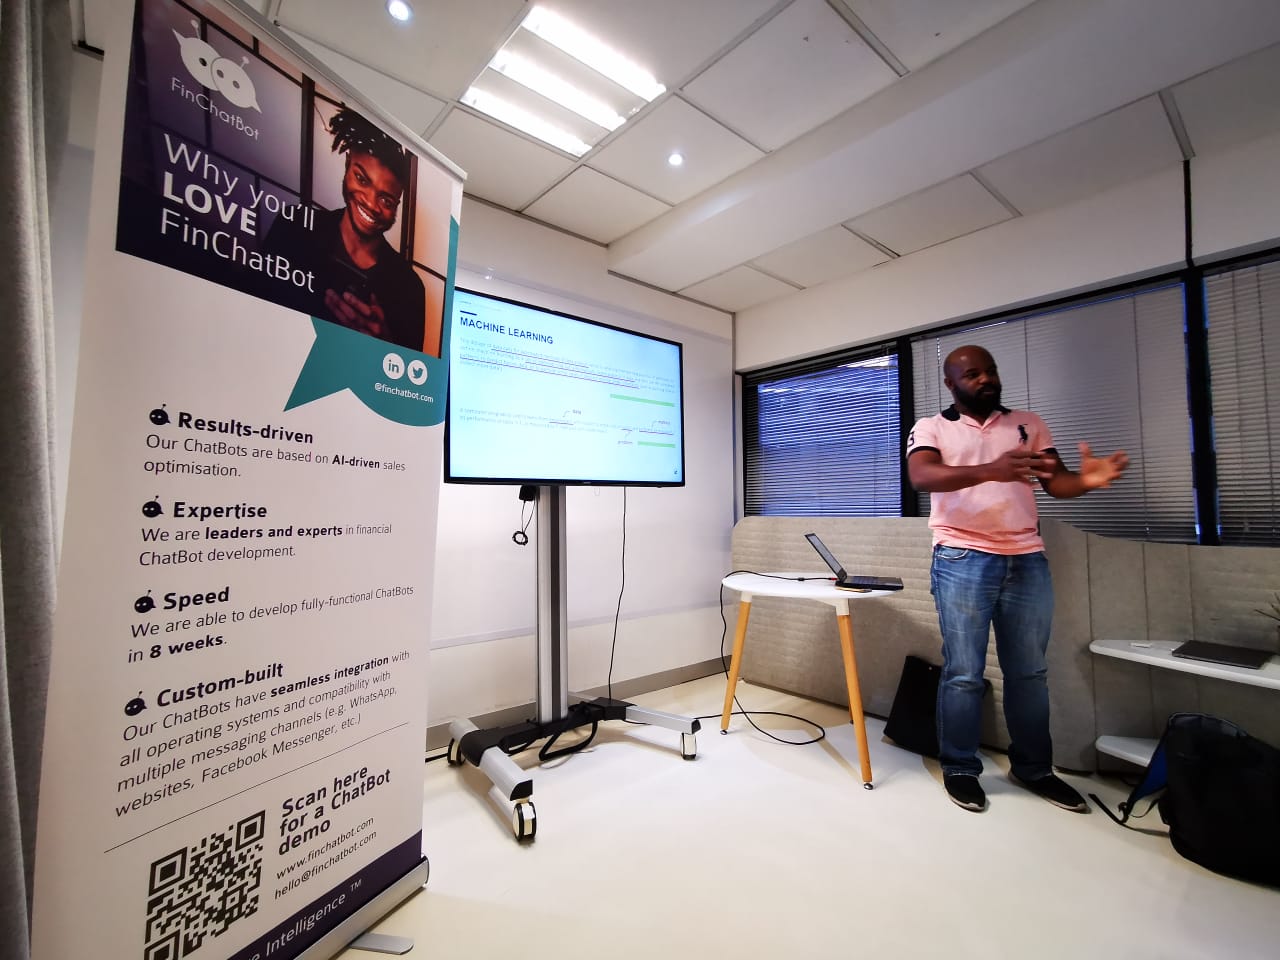 FinChatBot
Why you'll
LOVE
FinChatBot
in
@finchatbot.com
Results-driven
Our ChatBots are based on AI-driven sales
optimisation.
Expertise
We are leaders and experts in financial
ChatBot development.
Speed
We are able to develop fully-functional ChatBots
in 8 weeks.
Custom-built
Our ChatBots have seamless integration with
all operating systems and compatibility with
multiple messaging channels (e.g. WhatsApp,
websites, Facebook Messenger, etc.)
Scan here
for a ChatBot
demo
www.finchatbot.com
hello@finchatbot.com
Intelligence ™
MACHINE LEARNING
data
problem
3